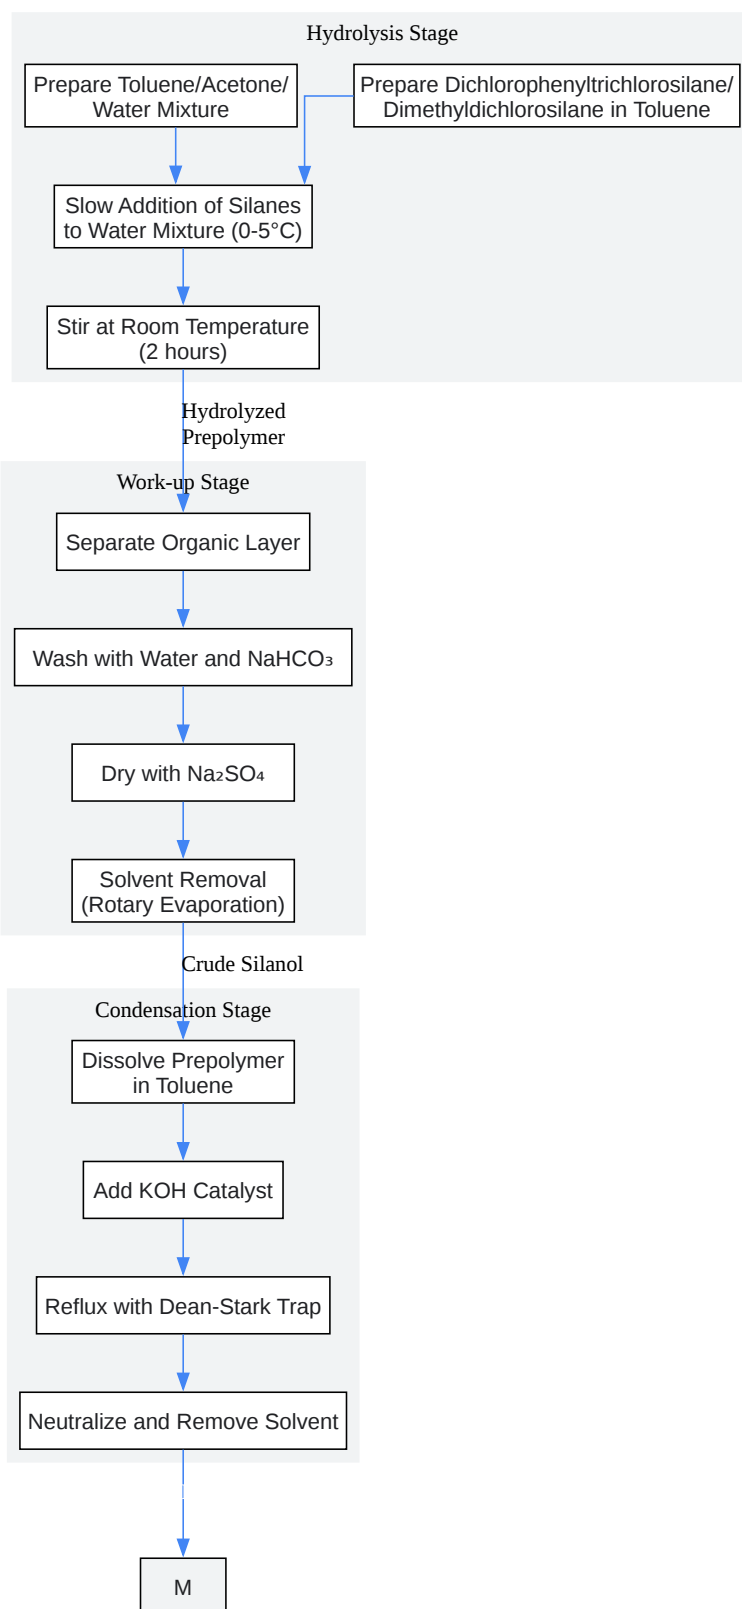 Hydrolysis Stage
Prepare Toluene/Acetone/
Water Mixture
Prepare Dichlorophenyltrichlorosilane/
Dimethyldichlorosilane in Toluene
Slow Addition of Silanes
to Water Mixture (0-5°C)
Stir at Room Temperature
(2 hours)
Hydrolyzed
Prepolymer
Work-up Stage
Separate Organic Layer
Wash with Water and NaHCO₃
Dry with Na₂SO₄
Solvent Removal
(Rotary Evaporation)
Crude Silanol
Condensation Stage
Dissolve Prepolymer
in Toluene
Add KOH Catalyst
Reflux with Dean-Stark Trap
Neutralize and Remove Solvent
M